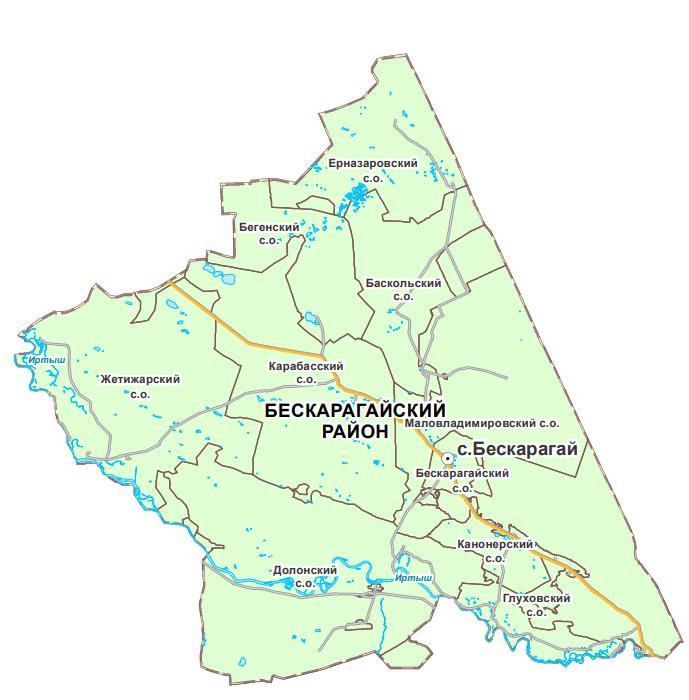 Ерназаровский
с.о.
Бегенский
с.о.
Баскольский
с.о.
Иртыш
Жетижарский
с.о.
Карабасский
с.о.
БЕСКАРАГАЙСКИЙ
РАЙОН
Маловладимировский с.о.
с.Бескарагай
Бескарагайский
с.о.
Канонерский
с.о.
Долонский
с.о.
Иртыш
Глуховский
с.о.